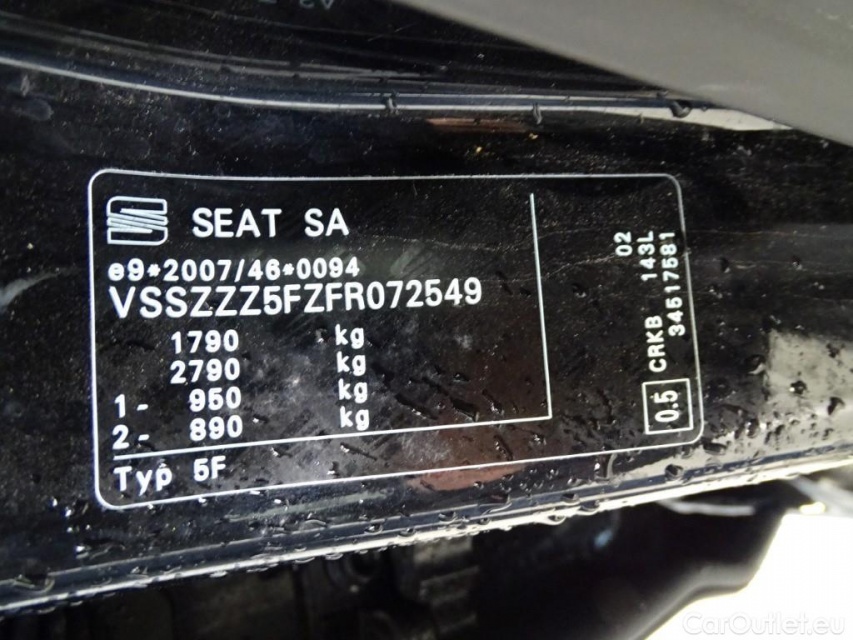 SEAT SA
e9*2007/46*0094
VSSZZZ5FZFR072549
1790 kg
2790 kg
1- 950 kg
2- 890 kg
Typ 5F
02
CRKB 143L
34517581
0.5
CarOutlet.eu